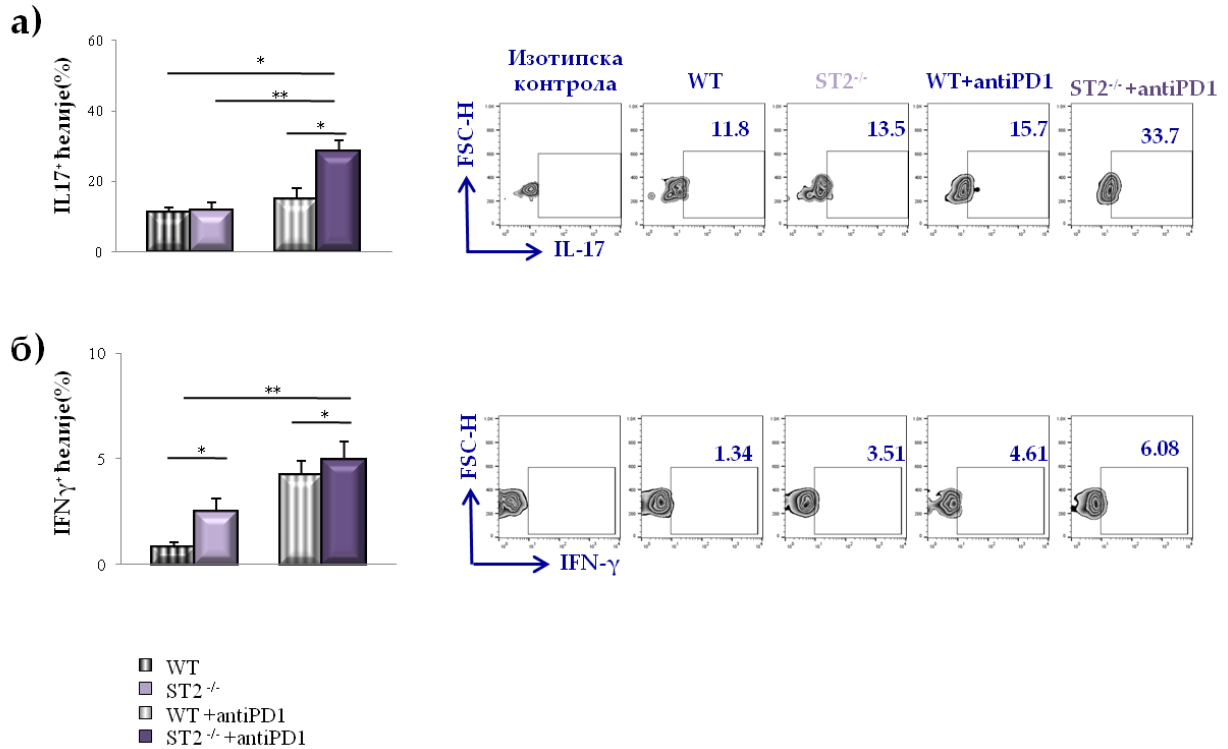 а)
IL17⁺ ћелије(%)
60
40
20
0
*
**
*
Изотипска
контрола
WT
ST2⁻/⁻
WT+antiPD1
ST2⁻/⁻+antiPD1
FSC-H
IL-17
11.8
13.5
15.7
33.7
б)
IFNγ⁺ ћелије(%)
10
5
0
**
*
*
FSC-H
IFN-γ
1.34
3.51
4.61
6.08
WT
ST2 ⁻/⁻
WT +antiPD1
ST2 ⁻/⁻ +antiPD1